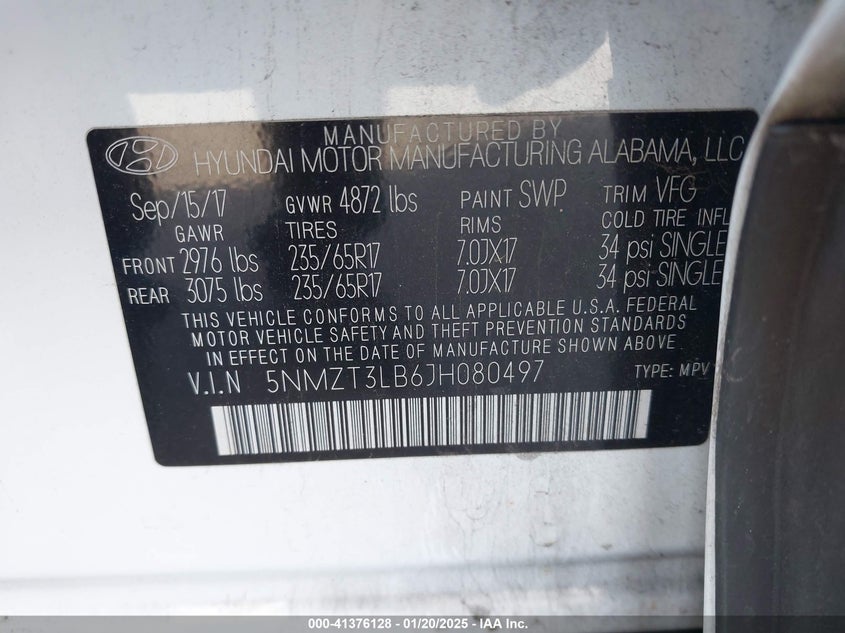 MANUFACTURED BY
HYUNDAI MOTOR MANUFACTURING ALABAMA, LLC
Sep/15/17 GVWR 4872 lbs PAINT SWP TRIM VFG
GAWR TIRES RIMS COLD TIRE INFL
FRONT 2976 lbs 235/65R17 7.0JX17 34 psi SINGLE
REAR 3075 lbs 235/65R17 7.0JX17 34 psi SINGLE
THIS VEHICLE CONFORMS TO ALL APPLICABLE U.S.A. FEDERAL
MOTOR VEHICLE SAFETY AND THEFT PREVENTION STANDARDS
IN EFFECT ON THE DATE OF MANUFACTURE SHOWN ABOVE.
V.I.N 5NMZT3LB6JH080497 TYPE: MPV
000-41376128 - 01/20/2025 - IAA Inc.